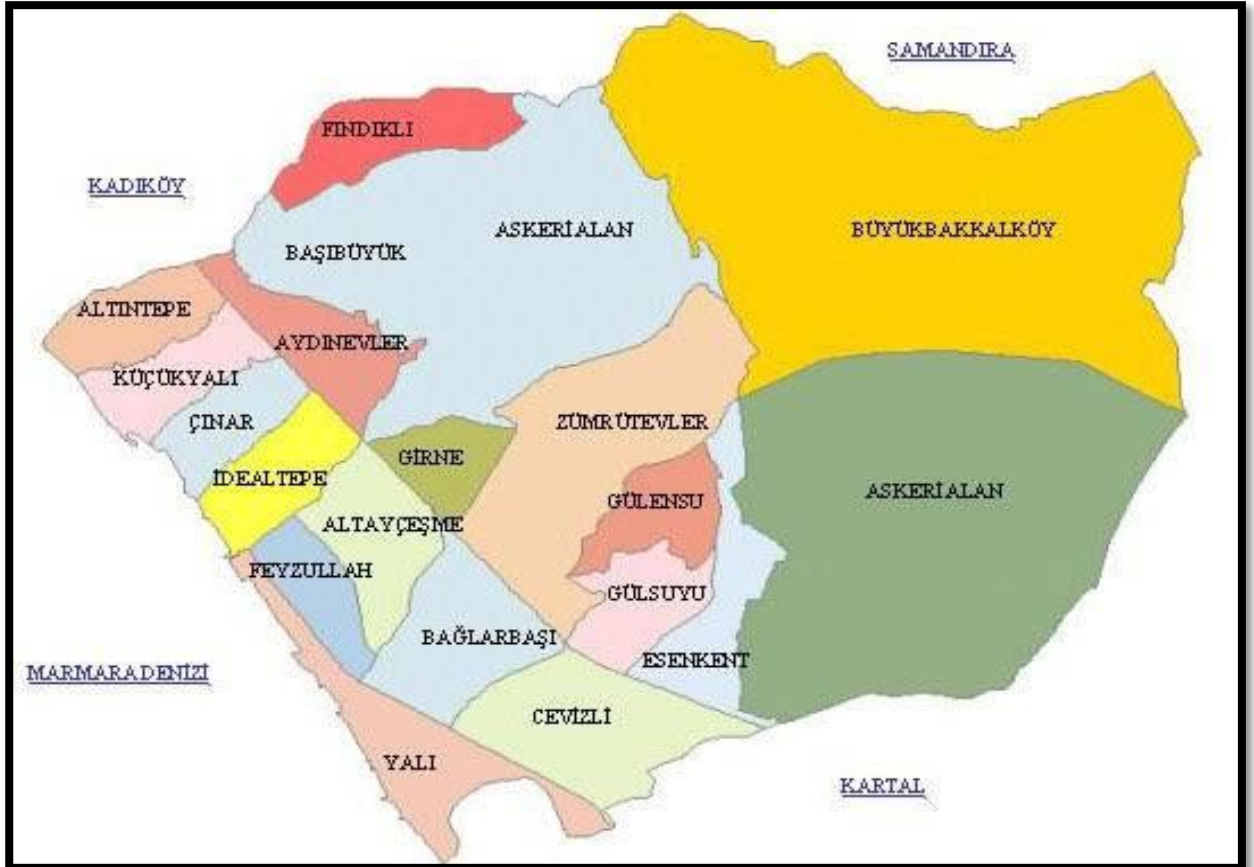 SAMANDIRA
FINDIKLI
KADIKÖY
ASKERİ ALAN
BÜYÜKBAKKALKÖY
BAŞIBÜYÜK
ALTINTEPE
AYDINEVLER
KÜÇÜKYALI
ÇINAR
ZÜMRÜTEVLER
GİRNE
İDEALTEPE
ASKERİ ALAN
GÜLENSU
ALTAYÇEŞME
FEYZULLAH
GÜLSUYU
BAĞLARBAŞI
ESENKENT
MARMARA DENİZİ
CEVİZLİ
YALI
KARTAL